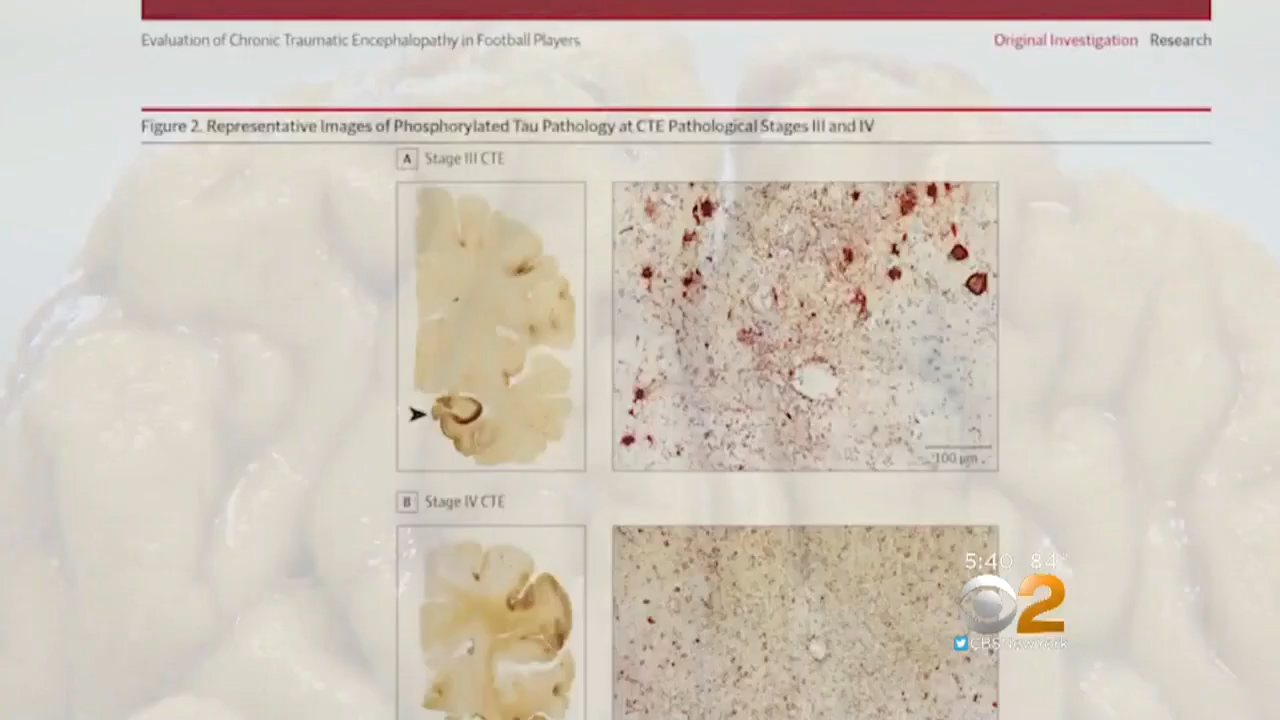 Evaluation of Chronic Traumatic Encephalopathy in Football Players
Original Investigation Research
Figure 2. Representative Images of Phosphorylated Tau Pathology at CTE Pathological Stages III and IV
A Stage III CTE
100 µm
B Stage IV CTE
5:40 84°
2
CBSNewYork